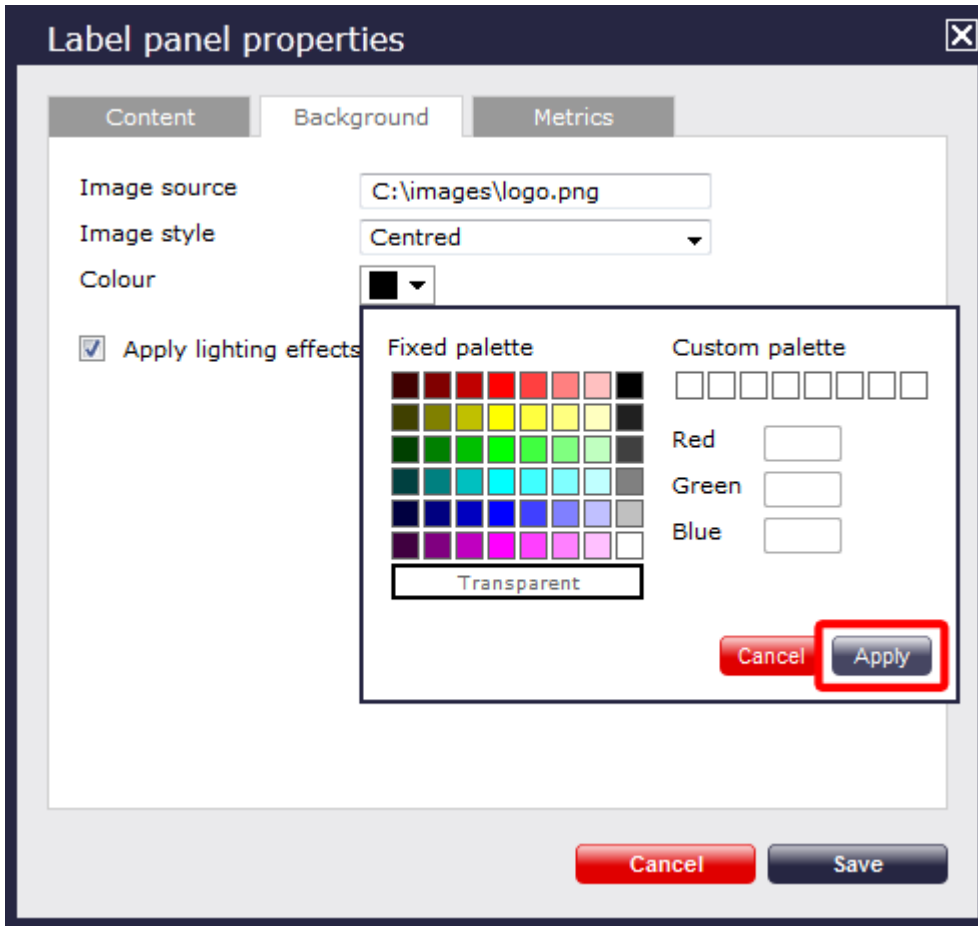 Label panel properties
Content Background Metrics
Image source C:\images\logo.png
Image style Centred
Colour
Apply lighting effects
Fixed palette Custom palette
Red
Green
Blue
Transparent
Cancel Apply
Cancel Save